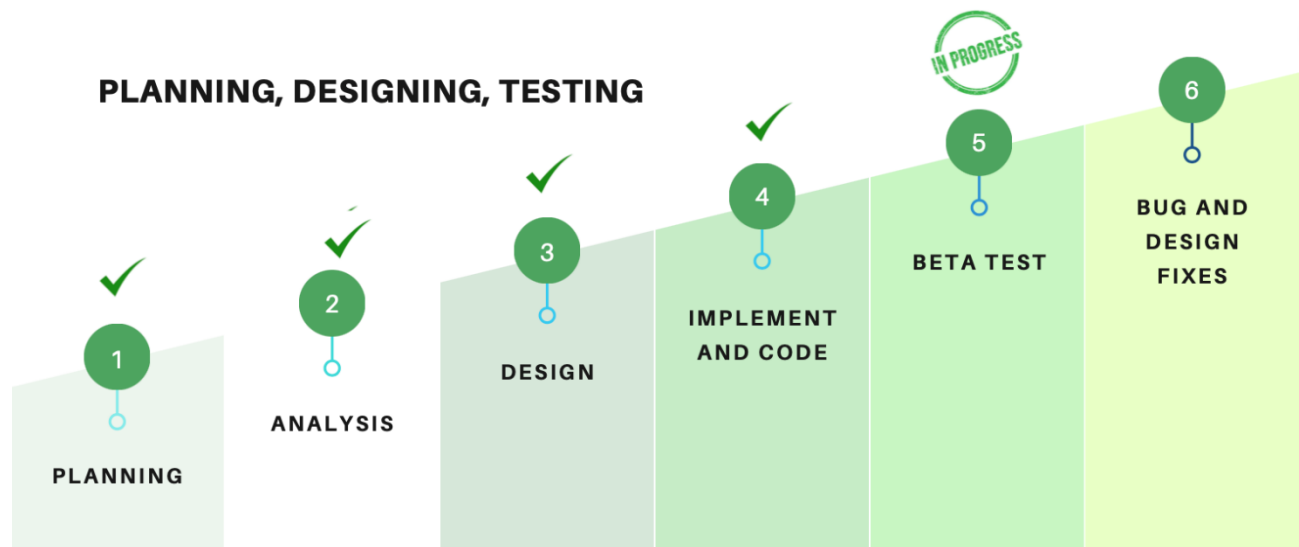 PLANNING, DESIGNING, TESTING
1
PLANNING
2
ANALYSIS
3
DESIGN
4
IMPLEMENT
AND CODE
IN PROGRESS
5
BETA TEST
6
BUG AND
DESIGN
FIXES